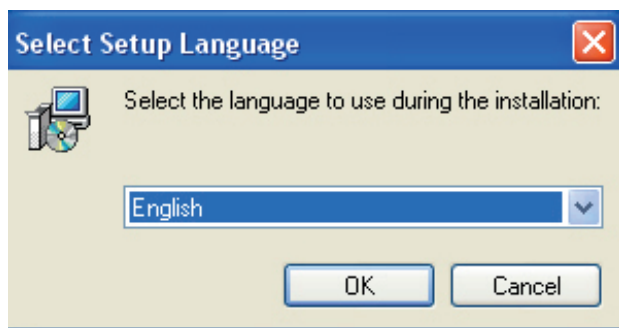 Select Setup Language
Select the language to use during the installation:
English
OK
Cancel